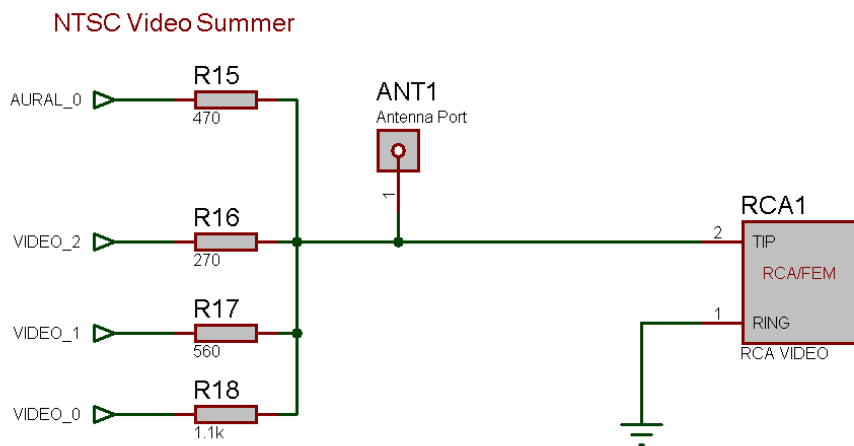 NTSC Video Summer
AURAL_0
R15
470
ANT1
Antenna Port
1
VIDEO_2
R16
270
VIDEO_1
R17
560
VIDEO_0
R18
1.1k
RCA1
2
TIP
RCA/FEM
1
RING
RCA VIDEO